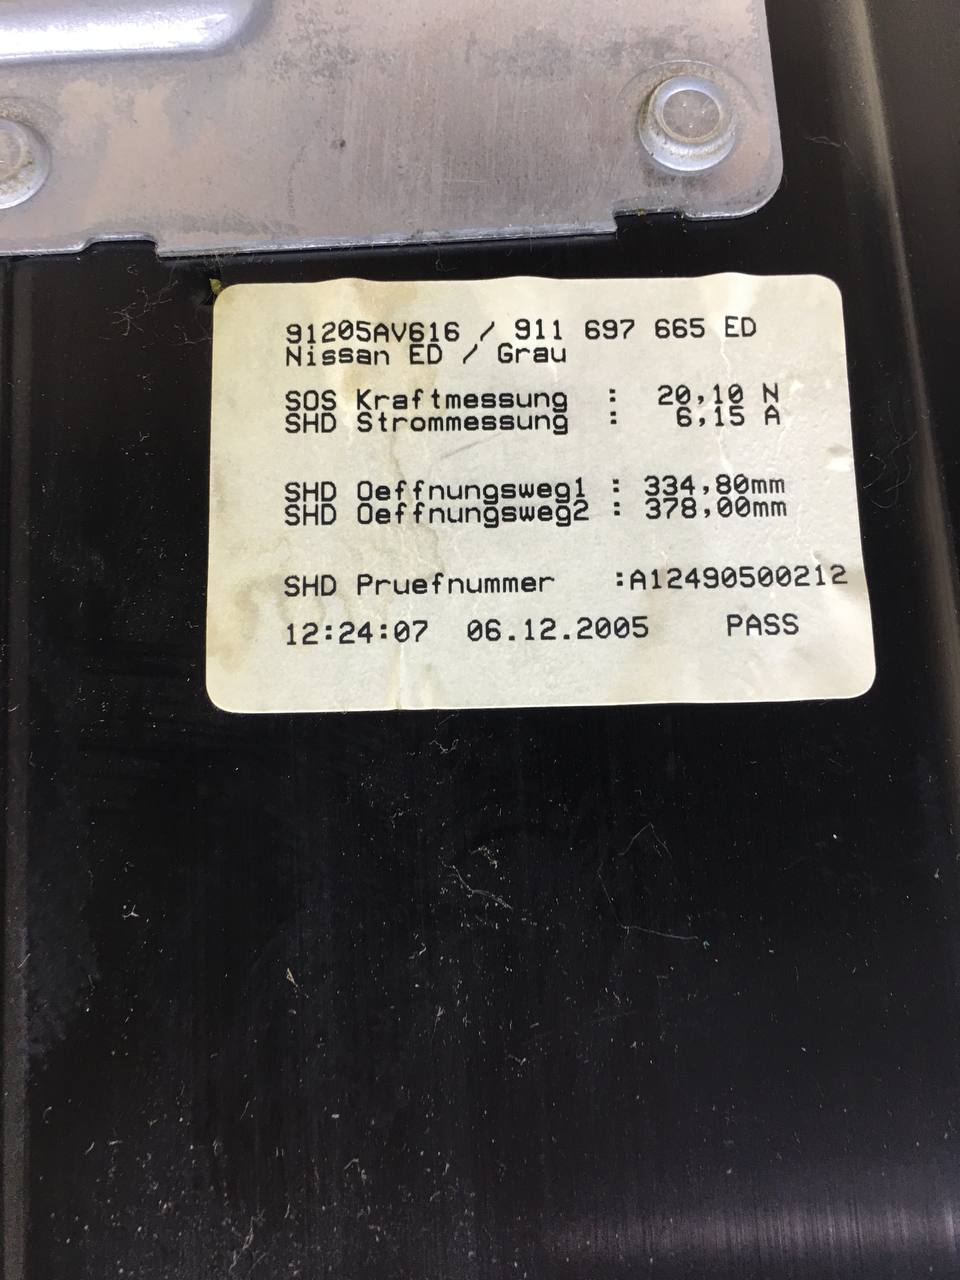 91205AV616 / 911 697 665 ED
Nissan ED / Grau
SOS Kraftmessung : 20,10 N
SHD Strommessung : 6,15 A
SHD Oeffnungsweg1 : 334,80mm
SHD Oeffnungsweg2 : 378,00mm
SHD Pruefnummer :A12490500212
12:24:07 06.12.2005 PASS